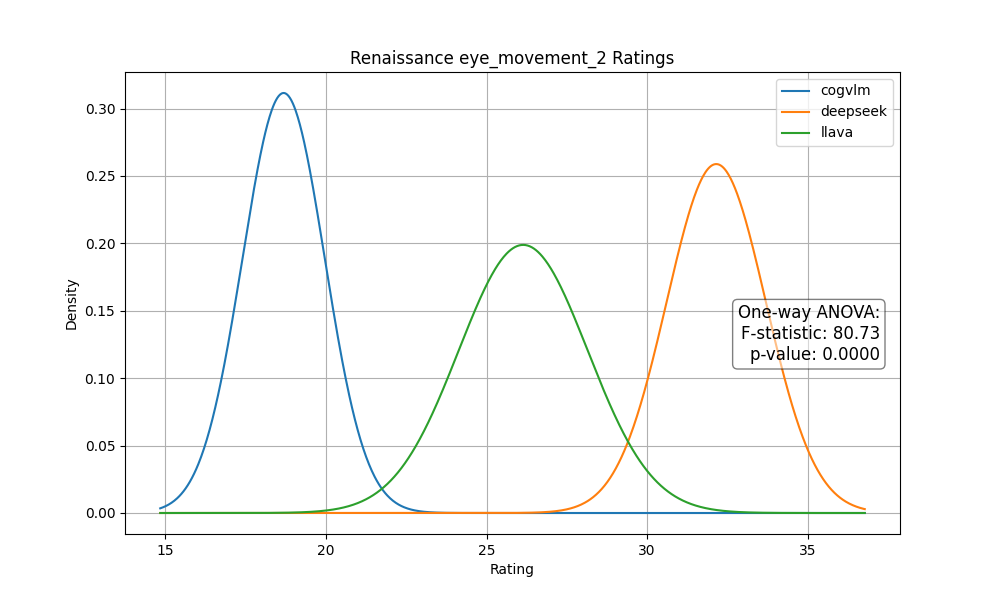 Renaissance eye_movement_2 Ratings
cogvlm
deepseek
llava
0.30
0.25
0.20
0.15
0.10
0.05
0.00
Density
One-way ANOVA:
F-statistic: 80.73
p-value: 0.0000
15
20
25
30
35
Rating